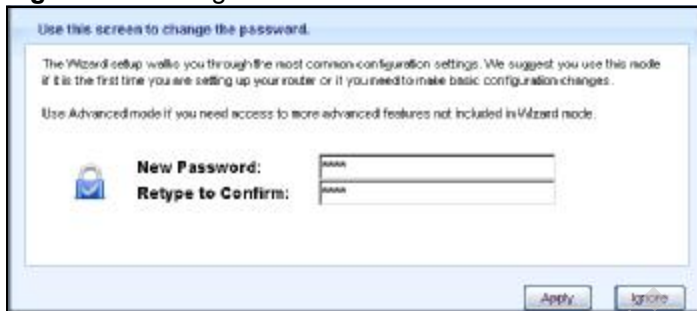 Use this screen to change the password.
The Wizard setup walks you through the most common configuration settings. We suggest you use this mode
if it is the first time you are setting up your router or if you need to make basic configuration changes.
Use Advanced mode if you need access to more advanced features not included in Wizard mode.
New Password: ****
Retype to Confirm: ****
Apply
Ignore